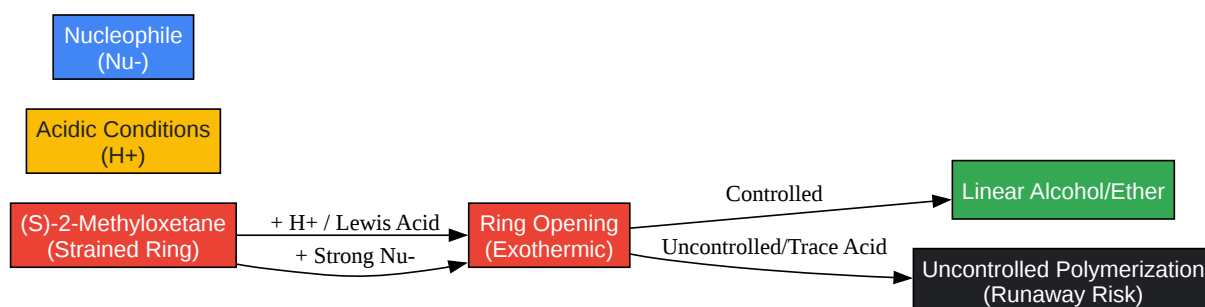 Nucleophile
(Nu-)
Acidic Conditions
(H+)
(S)-2-Methyloxetane
(Strained Ring)
+ H+ / Lewis Acid
+ Strong Nu-
Ring Opening
(Exothermic)
Controlled
Uncontrolled/Trace Acid
Linear Alcohol/Ether
Uncontrolled Polymerization
(Runaway Risk)